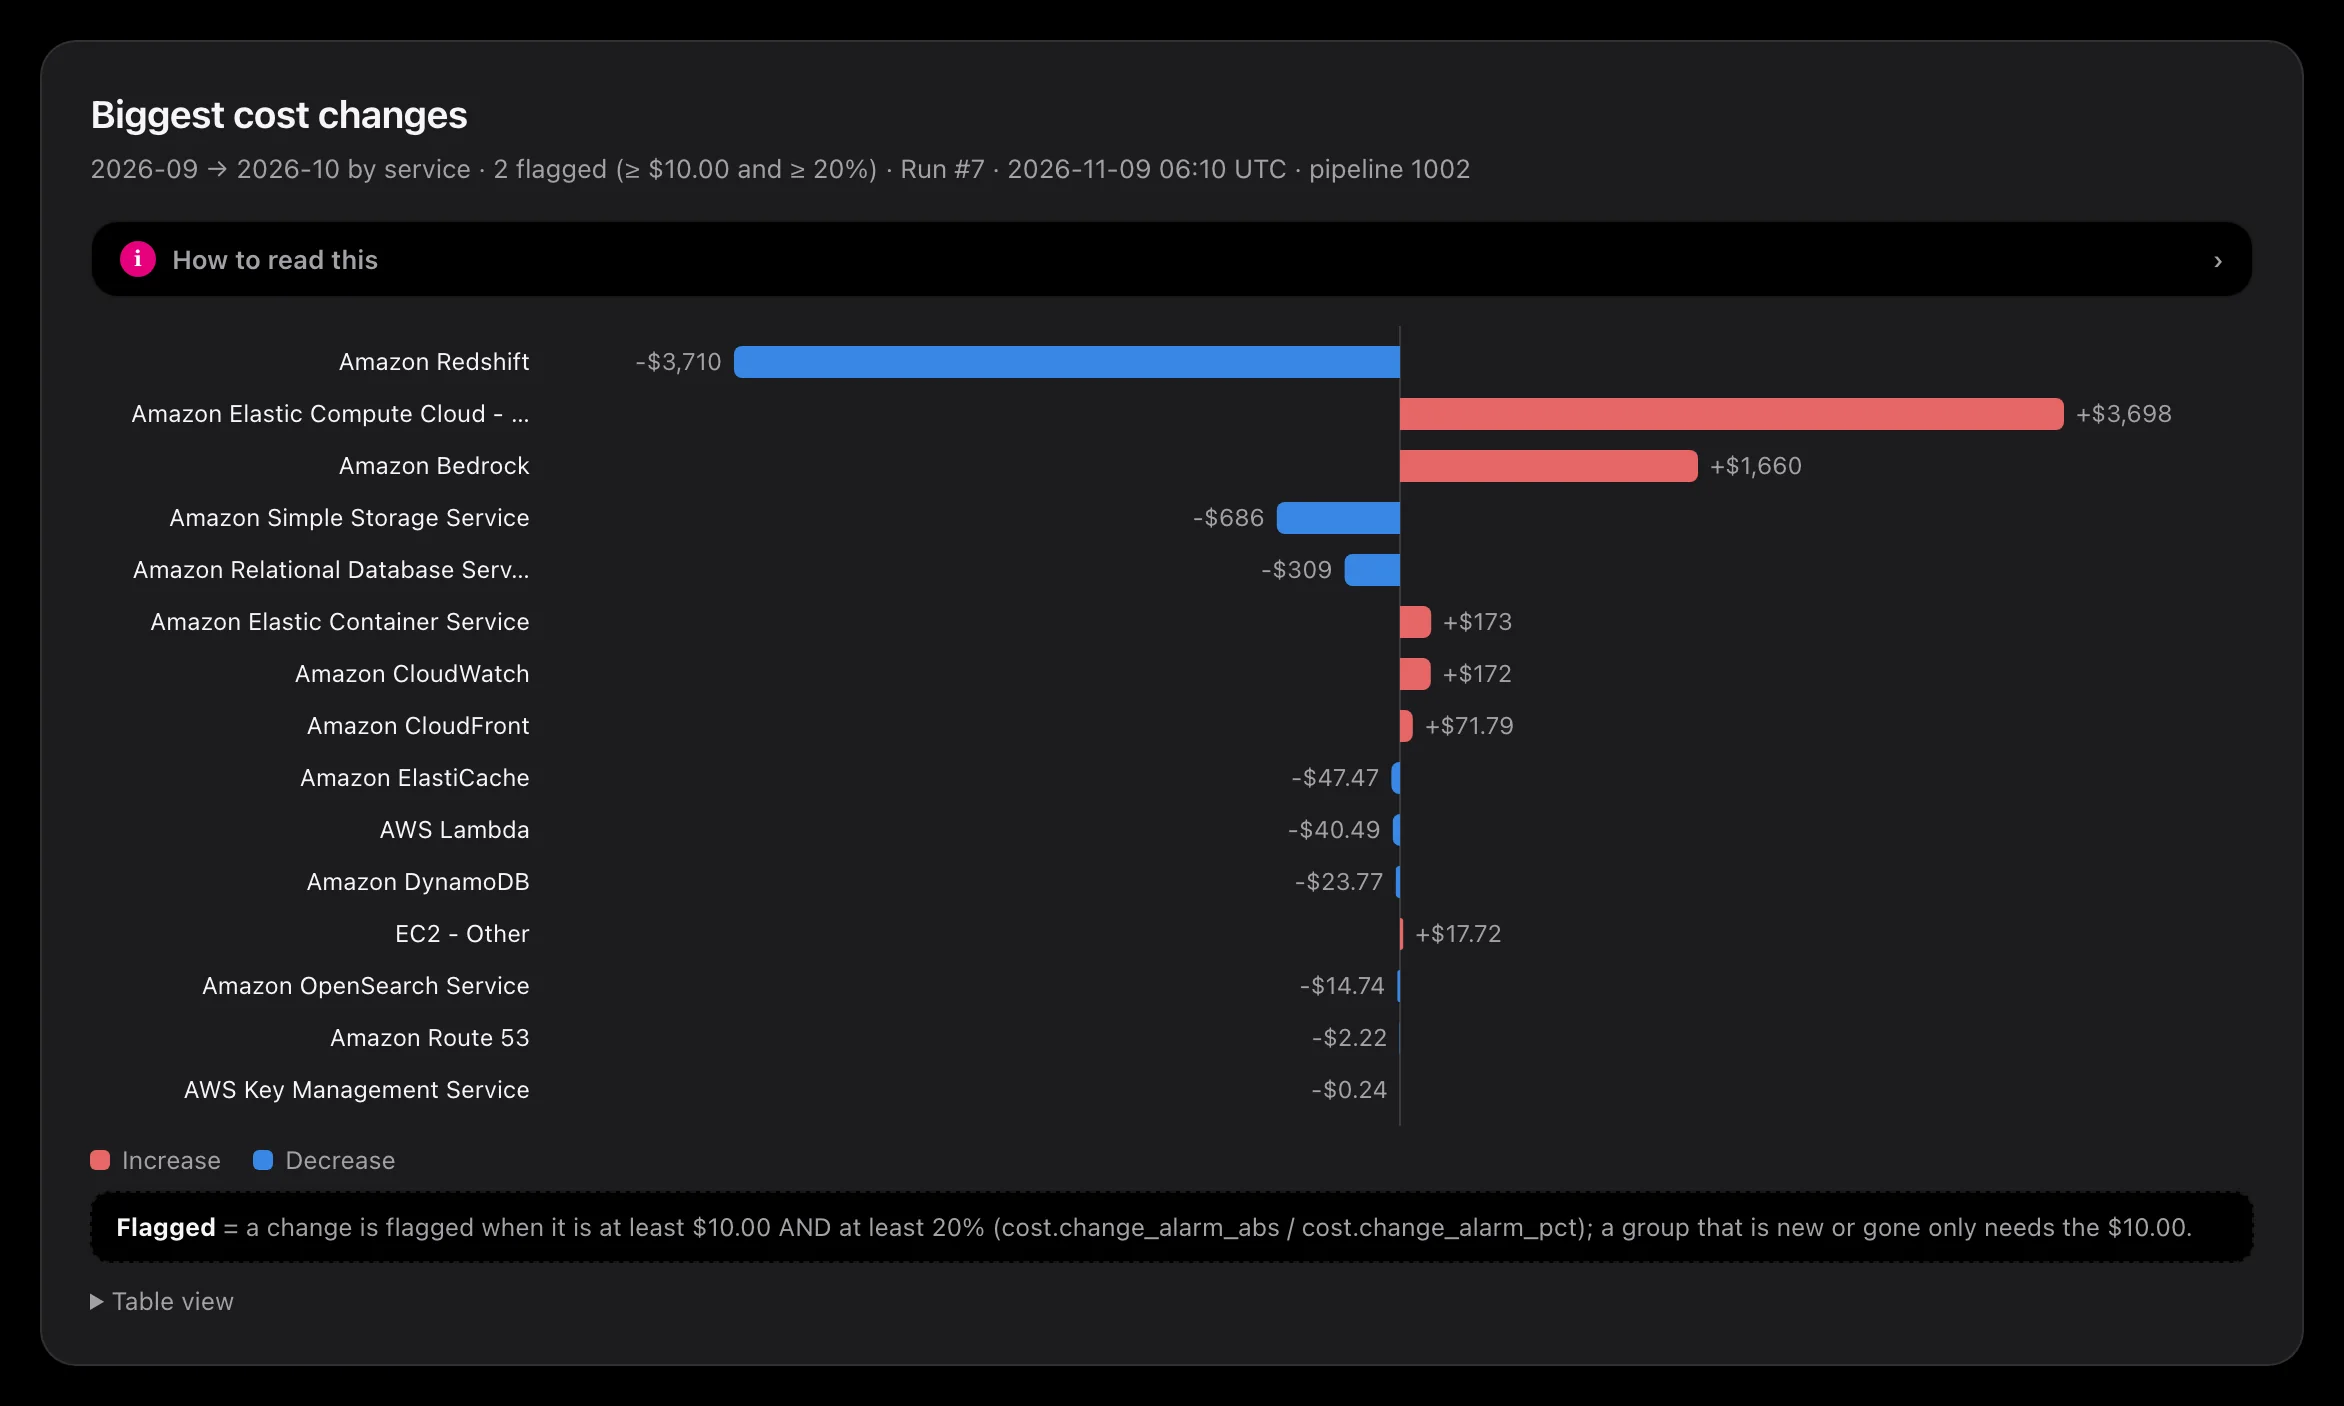 Biggest cost changes
2026-09 → 2026-10 by service · 2 flagged (≥ $10.00 and ≥ 20%) · Run #7 · 2026-11-09 06:10 UTC · pipeline 1002
i How to read this ›
Amazon Redshift -$3,710
Amazon Elastic Compute Cloud - ... +$3,698
Amazon Bedrock +$1,660
Amazon Simple Storage Service -$686
Amazon Relational Database Serv... -$309
Amazon Elastic Container Service +$173
Amazon CloudWatch +$172
Amazon CloudFront +$71.79
Amazon ElastiCache -$47.47
AWS Lambda -$40.49
Amazon DynamoDB -$23.77
EC2 - Other +$17.72
Amazon OpenSearch Service -$14.74
Amazon Route 53 -$2.22
AWS Key Management Service -$0.24
Increase Decrease
Flagged = a change is flagged when it is at least $10.00 AND at least 20% (cost.change_alarm_abs / cost.change_alarm_pct); a group that is new or gone only needs the $10.00.
▶ Table view